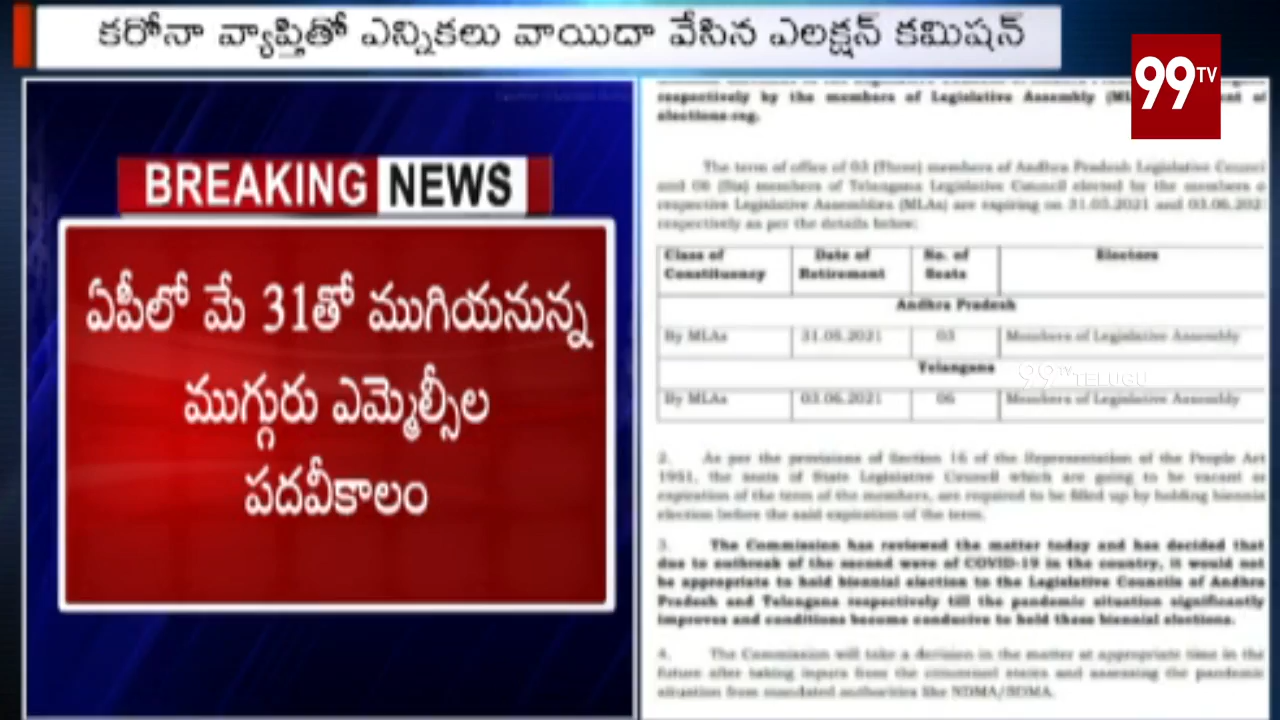 కరోనా వ్యాప్తితో ఎన్నికలు వాయిదా వేసిన ఎలక్షన్ కమిషన్
99TV
BREAKING NEWS
ఏపీలో మే 31తో ముగియనున్న
ముగ్గురు ఎమ్మెల్సీల
పదవీకాలం
respectively by the members of Legislative Assembly
elections-reg.
The term of office of 03 (Three) members of Andhra Pradesh Legislative Council
and 06 (Six) members of Telangana Legislative Council elected by the members
respective Legislative Assemblies (MLAs) are expiring on 31.05.2021 and 03.06.202
respectively as per the details below:
Class of Constituency Date of Retirement No. of Seats Electors
Andhra Pradesh
By MLAs 31.05.2021 03 Members of Legislative Assembly
Telangana
By MLAs 03.06.2021 06 Members of Legislative Assembly
99TV TELUGU
2. As per the provisions of Section 16 of the Representation of the People Act
1951, the seats of State Legislative Council which are going to be vacant
expiration of the term of the members, are required to be filled up by holding biennia
election before the said expiration of the term.
3. The Commission has reviewed the matter today and has decided that
due to outbreak of the second wave of COVID-19 in the country, it would not
be appropriate to hold biennial election to the Legislative Councils of Andhra
Pradesh and Telangana respectively till the pandemic situation significantly
improves and conditions become conducive to hold these biennial elections.
4. The Commission will take a decision in the matter at appropriate time in the
future after taking inputs from the concerned states and assessing the pandemic
situation from mandated authorities like NDMA/SDMA.